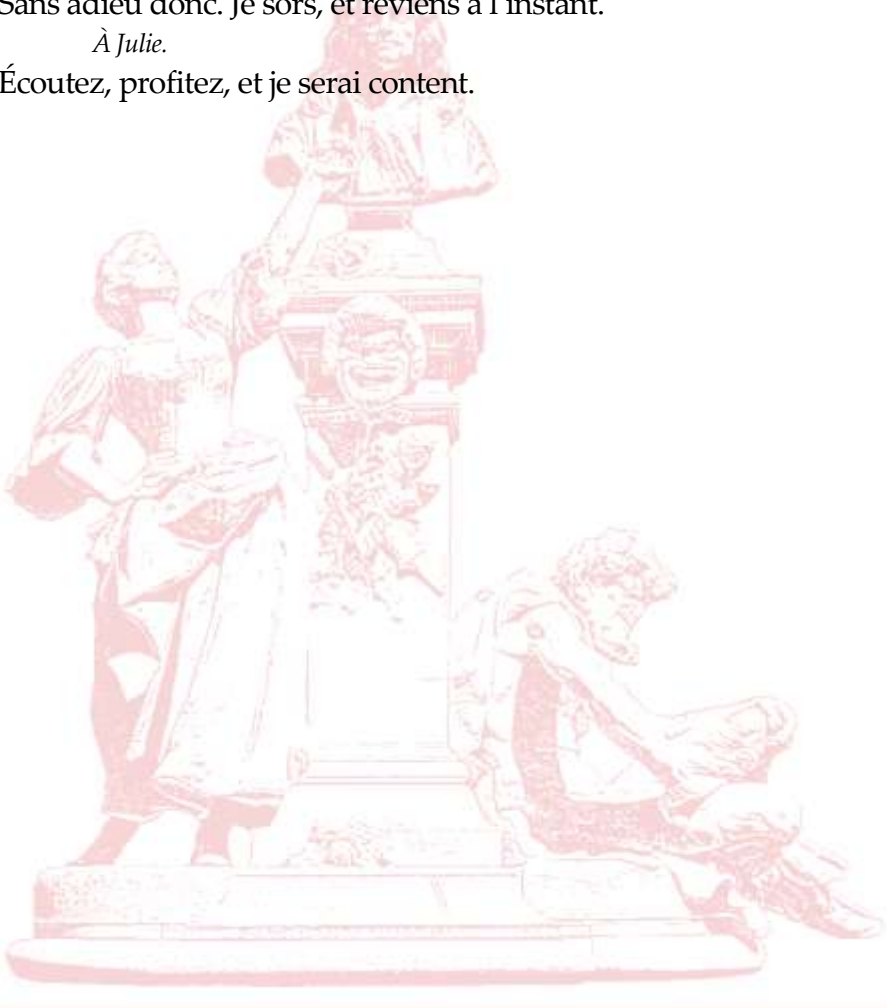 Sans adieu donc. Je sors, et reviens à l'instant.
À Julie.
Écoutez, profitez, et je serai content.